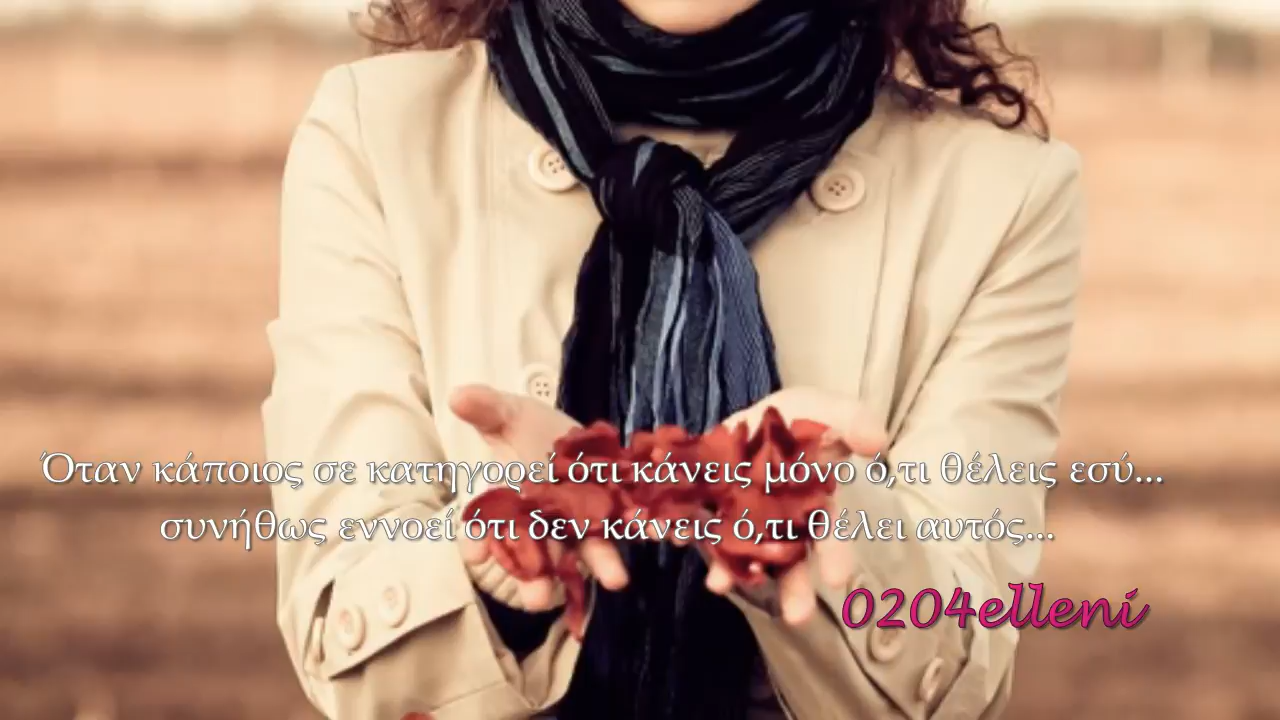 Όταν κάποιος σε κατηγορεί ότι κάνεις μόνο ό,τι θέλεις εσύ...
συνήθως εννοεί ότι δεν κάνεις ό,τι θέλει αυτός...
0204elleni